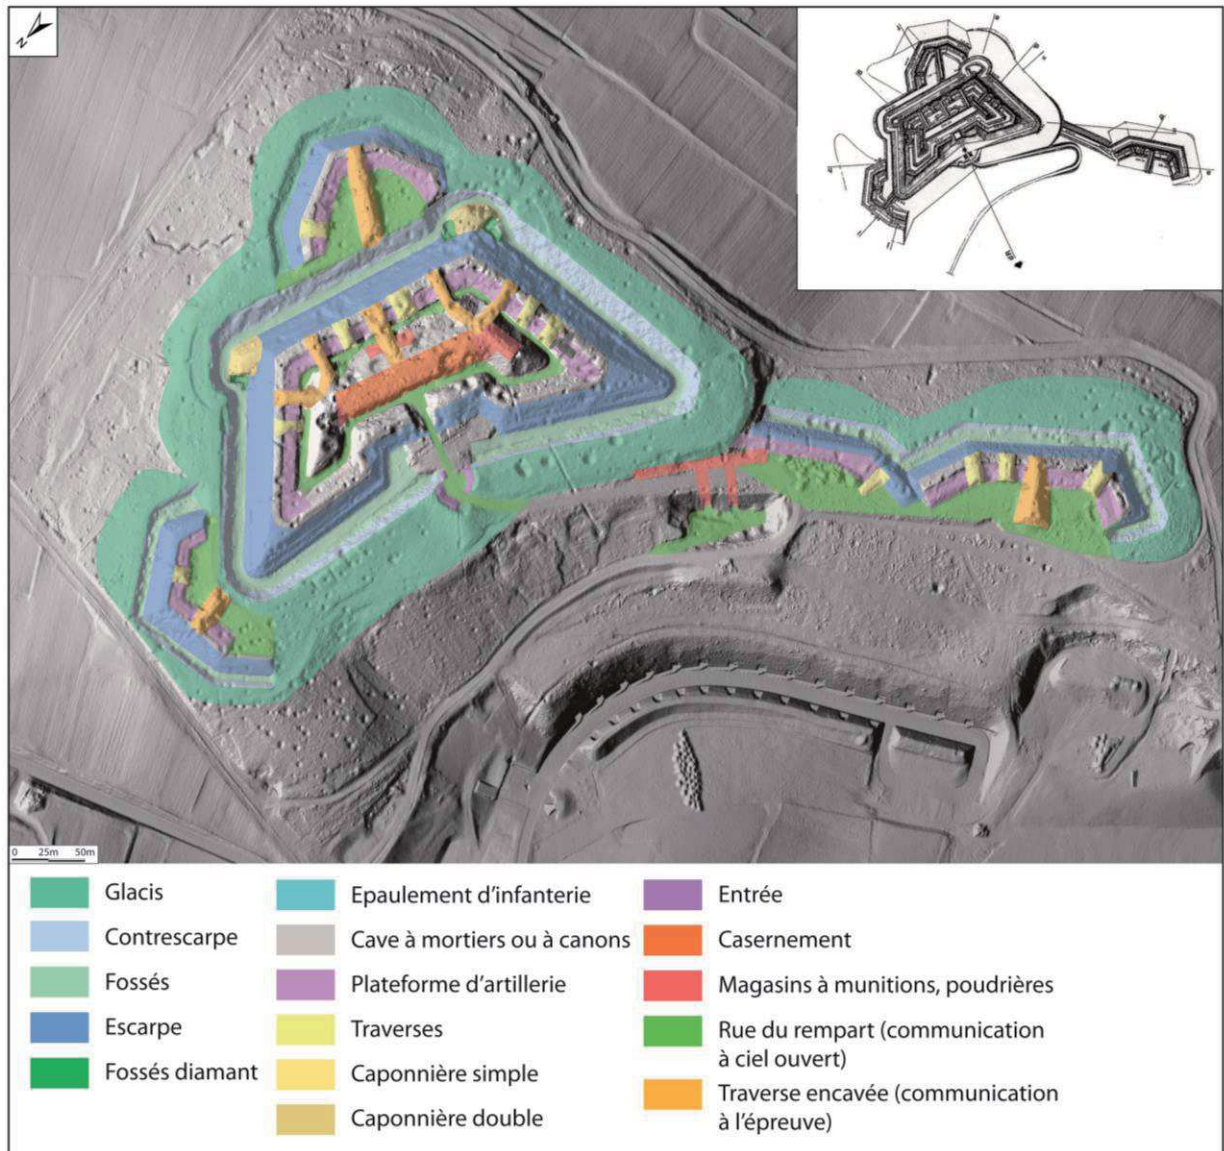 N
0 25m 50m
Glacis
Contrescarpe
Fossés
Escarpe
Fossés diamant
Epaulement d'infanterie
Cave à mortiers ou à canons
Plateforme d'artillerie
Traverses
Caponnière simple
Caponnière double
Entrée
Casernement
Magasins à munitions, poudrières
Rue du rempart (communication
à ciel ouvert)
Traverse encavée (communication
à l'épreuve)